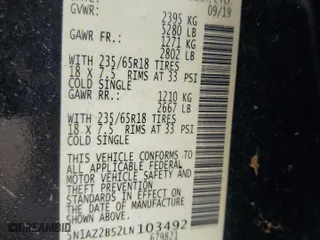 09/19
GVWR:
2395 KG
5280 LB
GAWR FR.:
1271 KG
2802 LB
WITH 235/65R18 TIRES
18 X 7.5 RIMS AT 33 PSI
COLD SINGLE
GAWR RR.:
1210 KG
2667 LB
WITH 235/65R18 TIRES
18 X 7.5 RIMS AT 33 PSI
COLD SINGLE
THIS VEHICLE CONFORMS TO
ALL APPLICABLE FEDERAL
MOTOR VEHICLE SAFETY AND
THEFT PREVENTION
STANDARDS IN EFFECT ON
THE DATE OF MANUFACTURE
SHOWN ABOVE.
5N1AZ2BS2LN103492
679821
STREAMBID